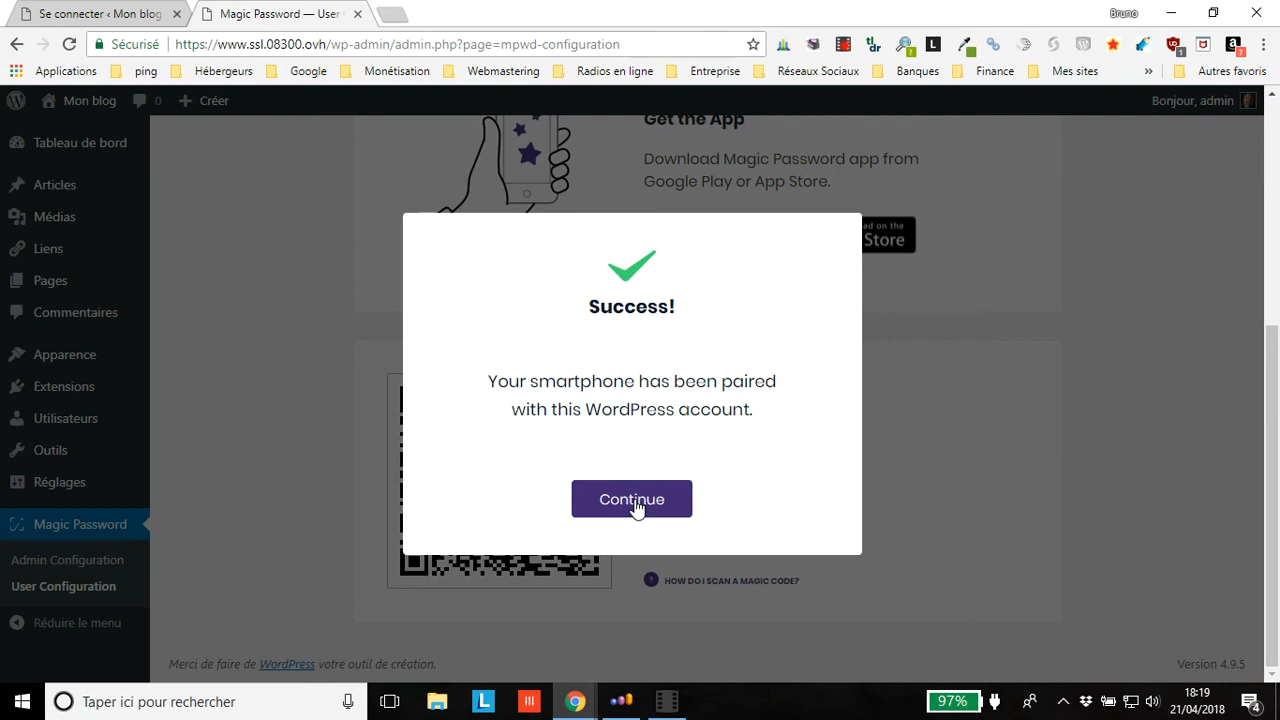 Se connecter ‹ Mon blog
Magic Password — User
Bruno
Sécurisé
https://www.ssl.08300.ovh/wp-admin/admin.php?page=mpwd-configuration
Applications
ping
Hébergeurs
Google
Monétisation
Webmastering
Radios en ligne
Entreprise
Réseaux Sociaux
Banques
Finance
Mes sites
»
Autres favoris
Mon blog
0
Créer
Bonjour, admin
Tableau de bord
Articles
Médias
Liens
Pages
Commentaires
Apparence
Extensions
Utilisateurs
Outils
Réglages
Magic Password
Admin Configuration
User Configuration
Réduire le menu
Get the App
Download Magic Password app from
Google Play or App Store.
ad on the
Store
Success!
Your smartphone has been paired
with this WordPress account.
Continue
? HOW DO I SCAN A MAGIC CODE?
Merci de faire de WordPress votre outil de création.
Version 4.9.5
Taper ici pour rechercher
97%
18:19
21/04/2018
4